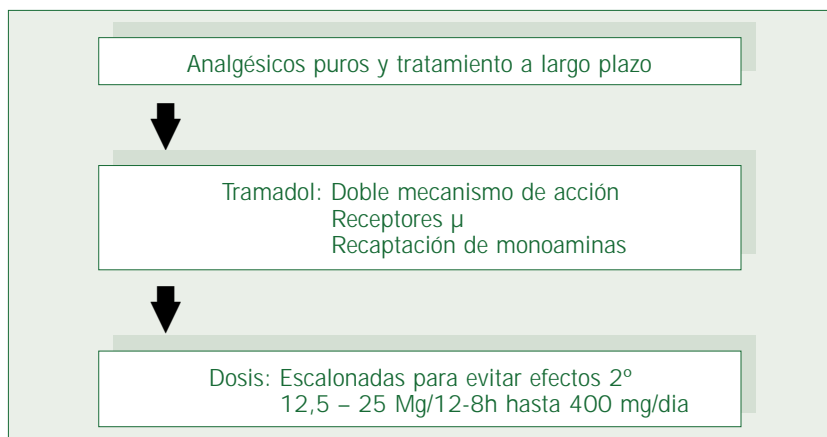 Analgésicos puros y tratamiento a largo plazo
Tramadol: Doble mecanismo de acción
Receptores µ
Recaptación de monoaminas
Dosis: Escalonadas para evitar efectos 2º
12,5 – 25 Mg/12-8h hasta 400 mg/dia